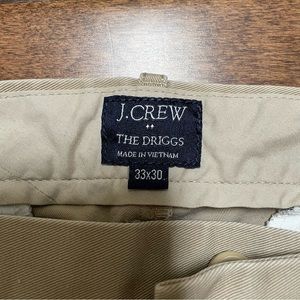 J.CREW
THE DRIGGS
MADE IN VIETNAM
33x30